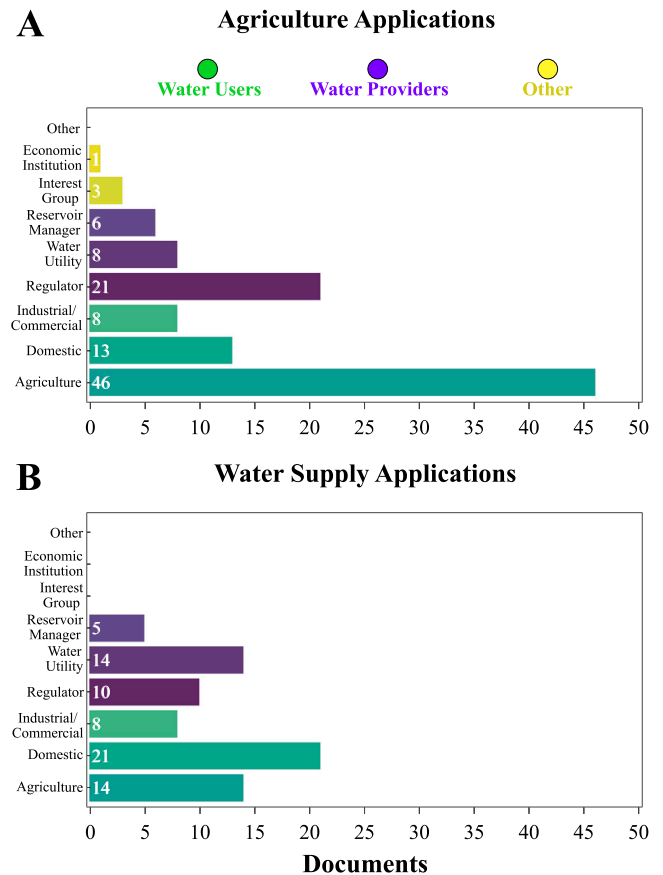 A
Agriculture Applications
Water Users
Water Providers
Other
Other
Economic
Institution
1
Interest
Group
3
Reservoir
Manager
6
Water
Utility
8
Regulator
21
Industrial/
Commercial
8
Domestic
13
Agriculture
46
0 5 10 15 20 25 30 35 40 45 50
B
Water Supply Applications
Other
Economic
Institution
Interest
Group
Reservoir
Manager
5
Water
Utility
14
Regulator
10
Industrial/
Commercial
8
Domestic
21
Agriculture
14
0 5 10 15 20 25 30 35 40 45 50
Documents